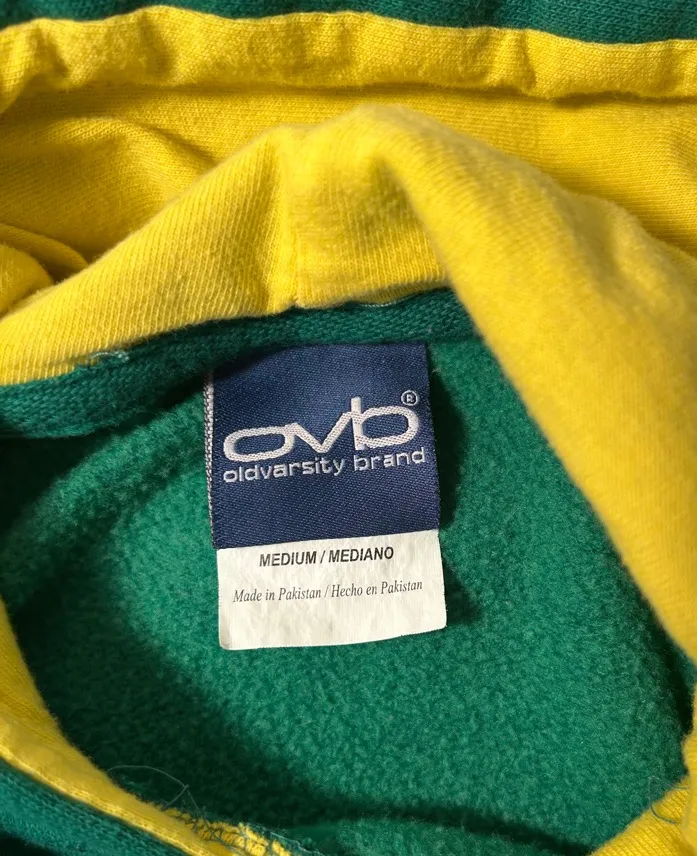 ovb®
oldvarsity brand
MEDIUM / MEDIANO
Made in Pakistan / Hecho en Pakistan